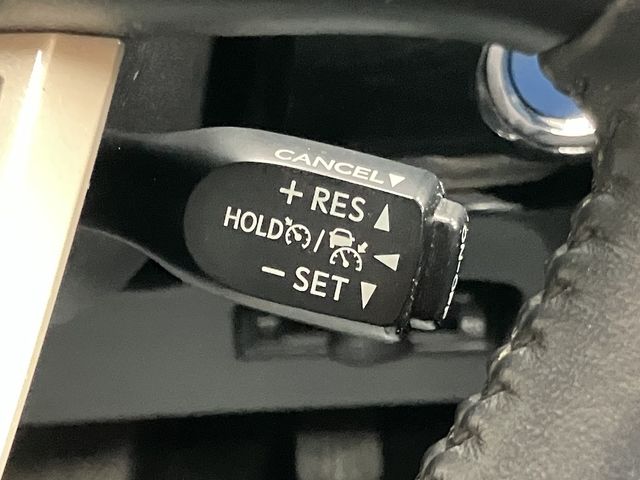 CANCEL▼
+ RES ▲
HOLD / ◀
− SET ▼